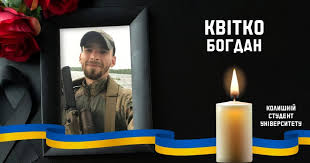 КВІТКО
БОГДАН
КОЛИШНІЙ
СТУДЕНТ
УНІВЕРСИТЕТУ